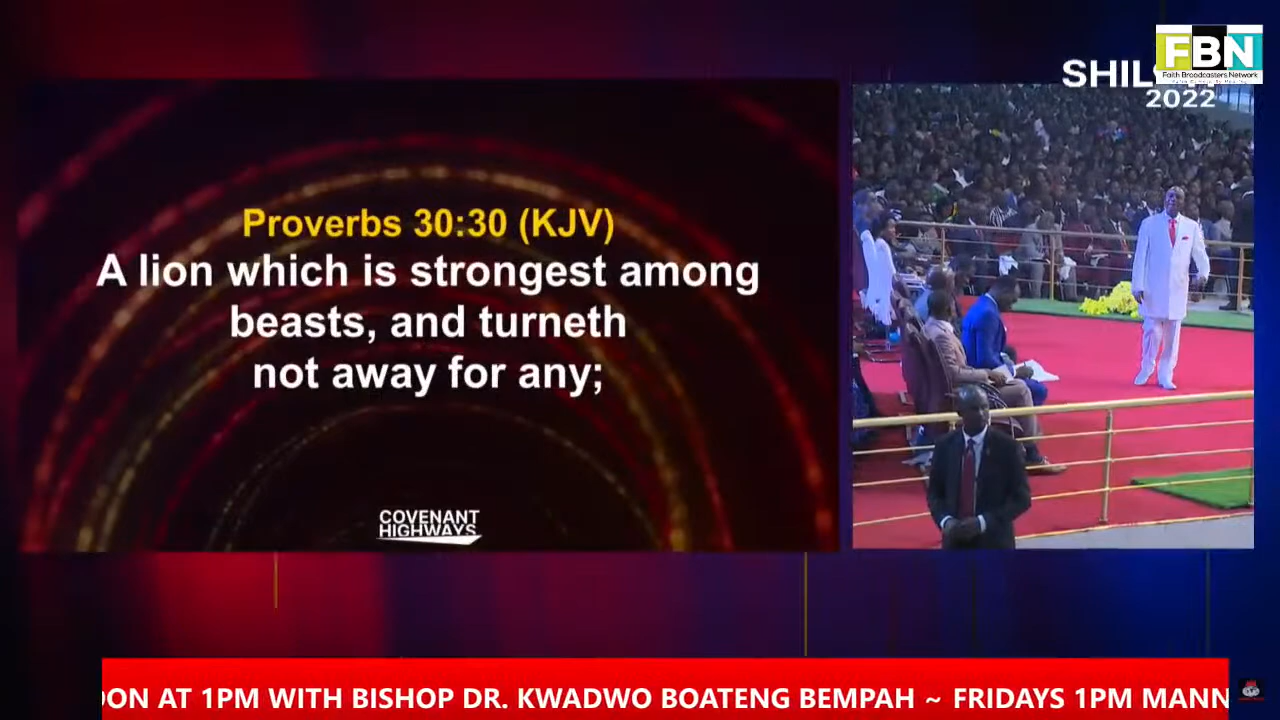 FBN
Faith Broadcasters Network
SHIL
2022
Proverbs 30:30 (KJV)
A lion which is strongest among
beasts, and turneth
not away for any;
COVENANT
HIGHWAYS
OON AT 1PM WITH BISHOP DR. KWADWO BOATENG BEMPAH ~ FRIDAYS 1PM MANN